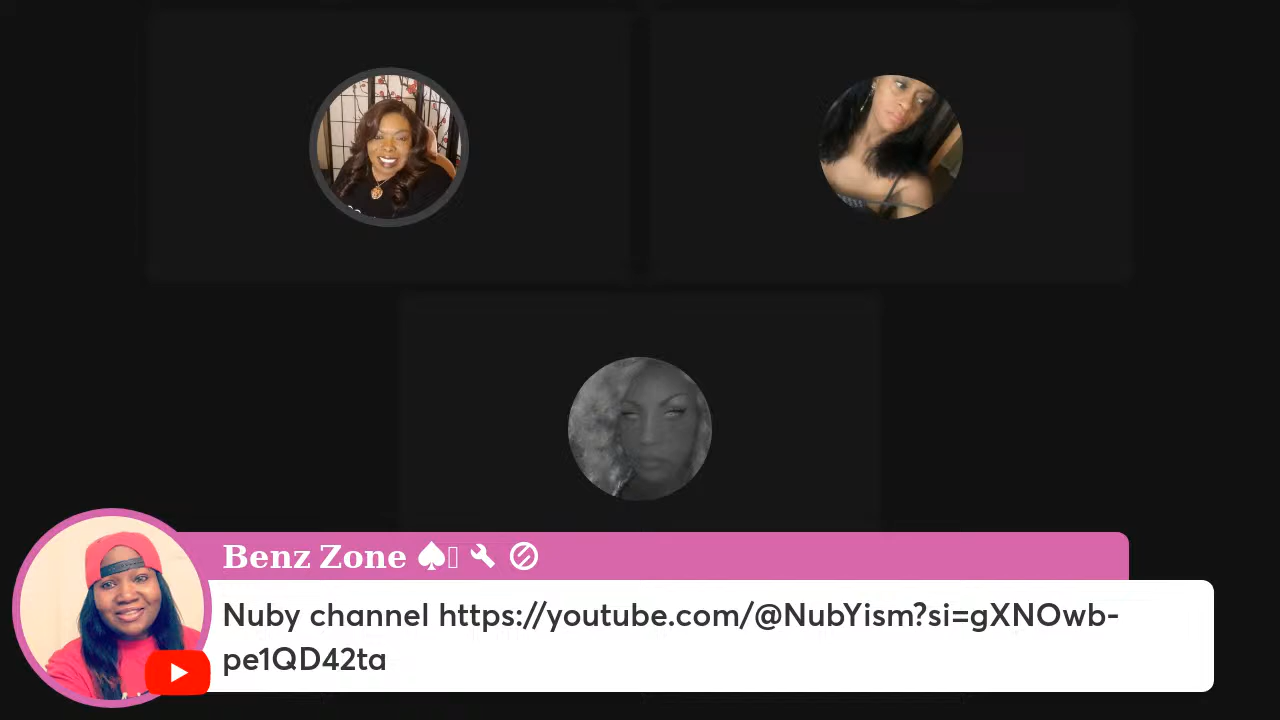 Benz Zone ♠️
Nuby channel https://youtube.com/@NubYism?si=gXNOwb-
pe1QD42ta